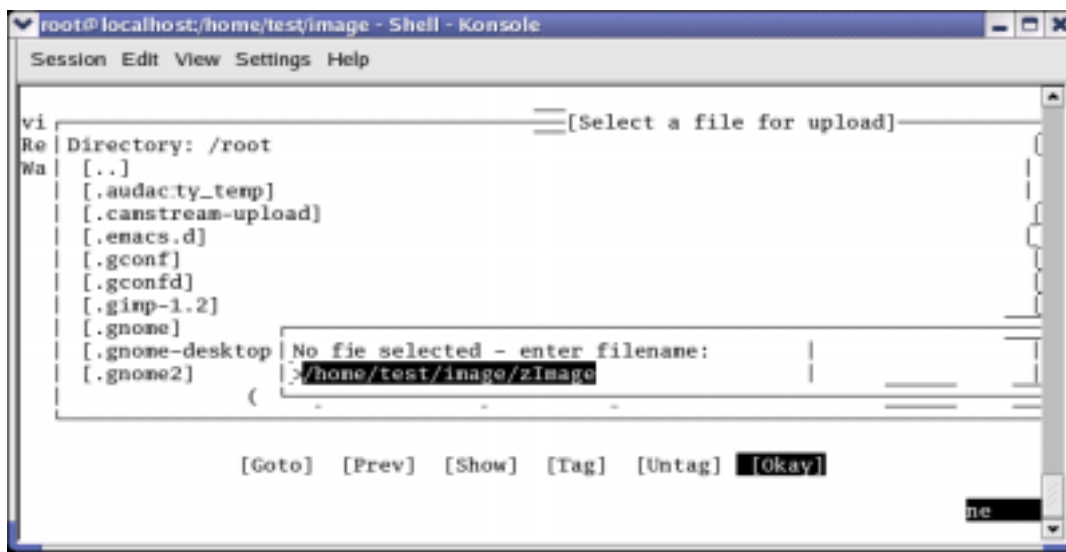 root@localhost:/home/test/image - Shell - Konsole
Session Edit View Settings Help
[Select a file for upload]
vi
Re Directory: /root
Wa [..]
[.audacity_temp]
[.camstream-upload]
[.emacs.d]
[.gconf]
[.gconfd]
[.gimp-1.2]
[.gnome]
[.gnome-desktop No fie selected - enter filename:
[.gnome2] >/home/test/image/zImage
(
[Goto] [Prev] [Show] [Tag] [Untag] [Okay]
ne